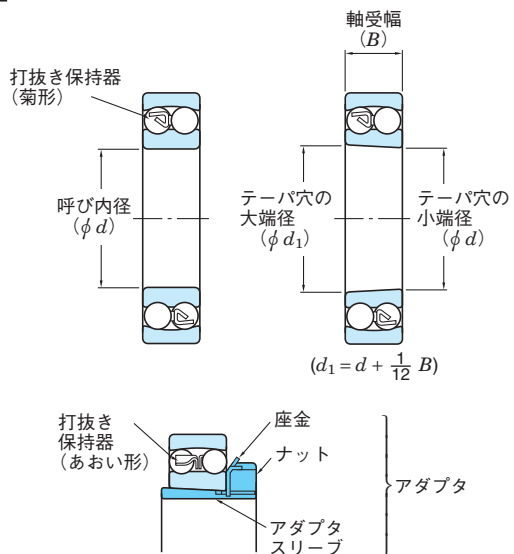 打抜き保持器
（菊形）
呼び内径
（φd）
軸受幅
（B）
テーパ穴の
大端径
（φd₁）
テーパ穴の
小端径
（φd）
(d₁ = d + 1/12 B)
打抜き
保持器
（あおい形）
座金
ナット
アダプタ
スリーブ
アダプタ